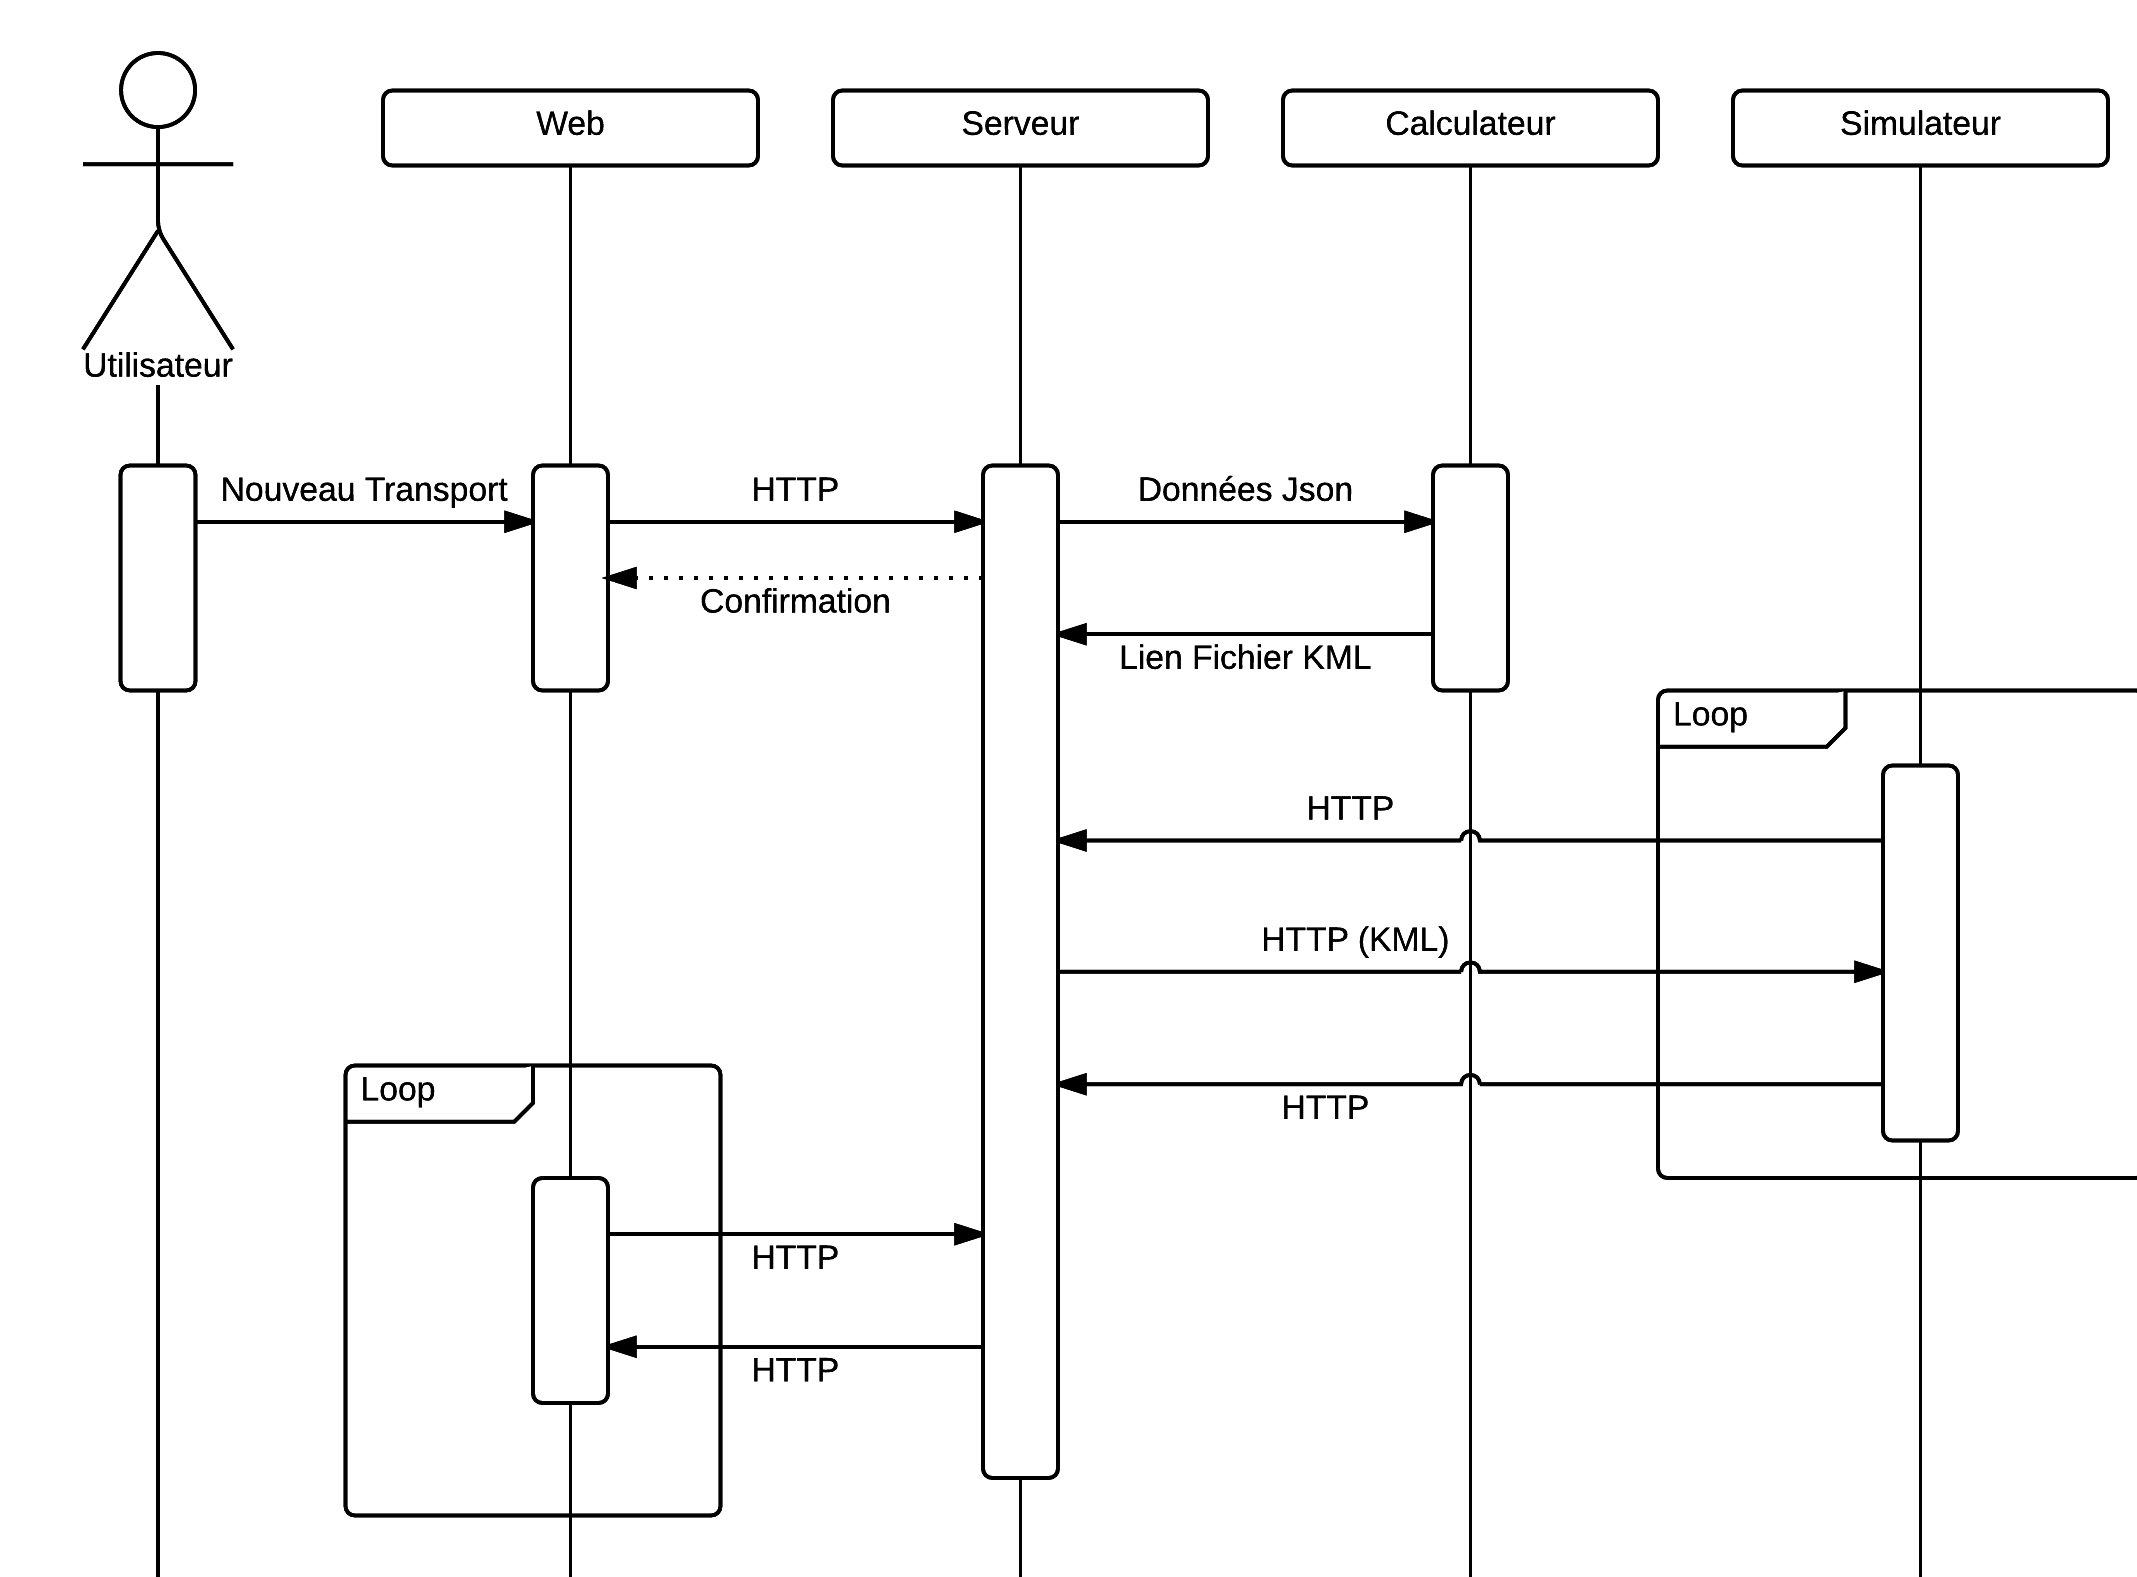 Web
Serveur
Calculateur
Simulateur
Utilisateur
Nouveau Transport
HTTP
Données Json
Confirmation
Lien Fichier KML
Loop
HTTP
HTTP (KML)
Loop
HTTP
HTTP
HTTP